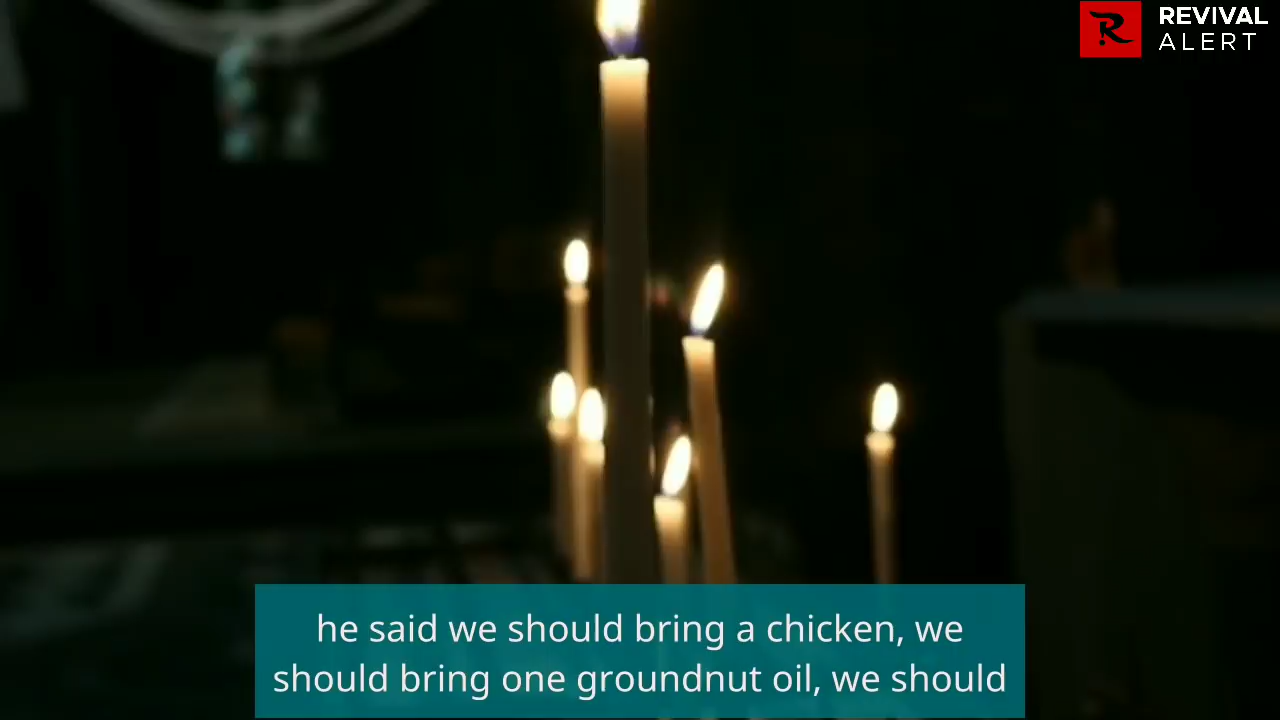 REVIVAL
ALERT
he said we should bring a chicken, we
should bring one groundnut oil, we should